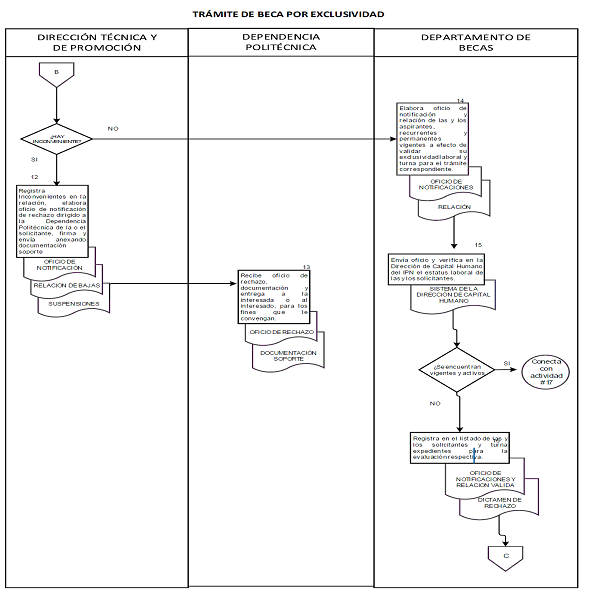 TRÁMITE DE BECA POR EXCLUSIVIDAD
DIRECCIÓN TÉCNICA Y
DE PROMOCIÓN
DEPENDENCIA
POLITÉCNICA
DEPARTAMENTO DE
BECAS
B
¿HAY
INCONVENIENTE?
NO
SI
12
Registra
Inconvenientes en la
relación, elabora
oficio de notificación
de rechazo dirigido a
la Dependencia
Politécnica de la o el
solicitante, firma y
envía anexando
documentación
soporte
OFICIO DE
NOTIFICACIÓN
RELACIÓN DE BAJAS
SUSPENSIONES
13
Recibe oficio de
rechazo,
documentación y
entrega a la
interesada o al
interesado, para los
fines que le
convengan.
OFICIO DE RECHAZO
DOCUMENTACIÓN
SOPORTE
14
Elabora oficio de
notificación y
relación de las y los
aspirantes,
recurrentes y
permanentes
vigentes a efecto de
validar su
exclusividad laboral y
turna para el trámite
correspondiente.
OFICIO DE
NOTIFICACIONES
RELACIÓN
15
Envía oficio y verifica en la
Dirección de Capital Humano
del IPN el estatus laboral de
las y los solicitantes.
SISTEMA DE LA
DIRECCIÓN DE CAPITAL
HUMANO
¿Se encuentran
vigentes y activos
SI
Conecta
con
actividad
# 17
NO
Registra en el listado de las y
los solicitantes y turna
expedientes para la
evaluación respectiva.
OFICIO DE
NOTIFICACIONES Y
RELACION VALIDA
DICTAMEN DE
RECHAZO
C